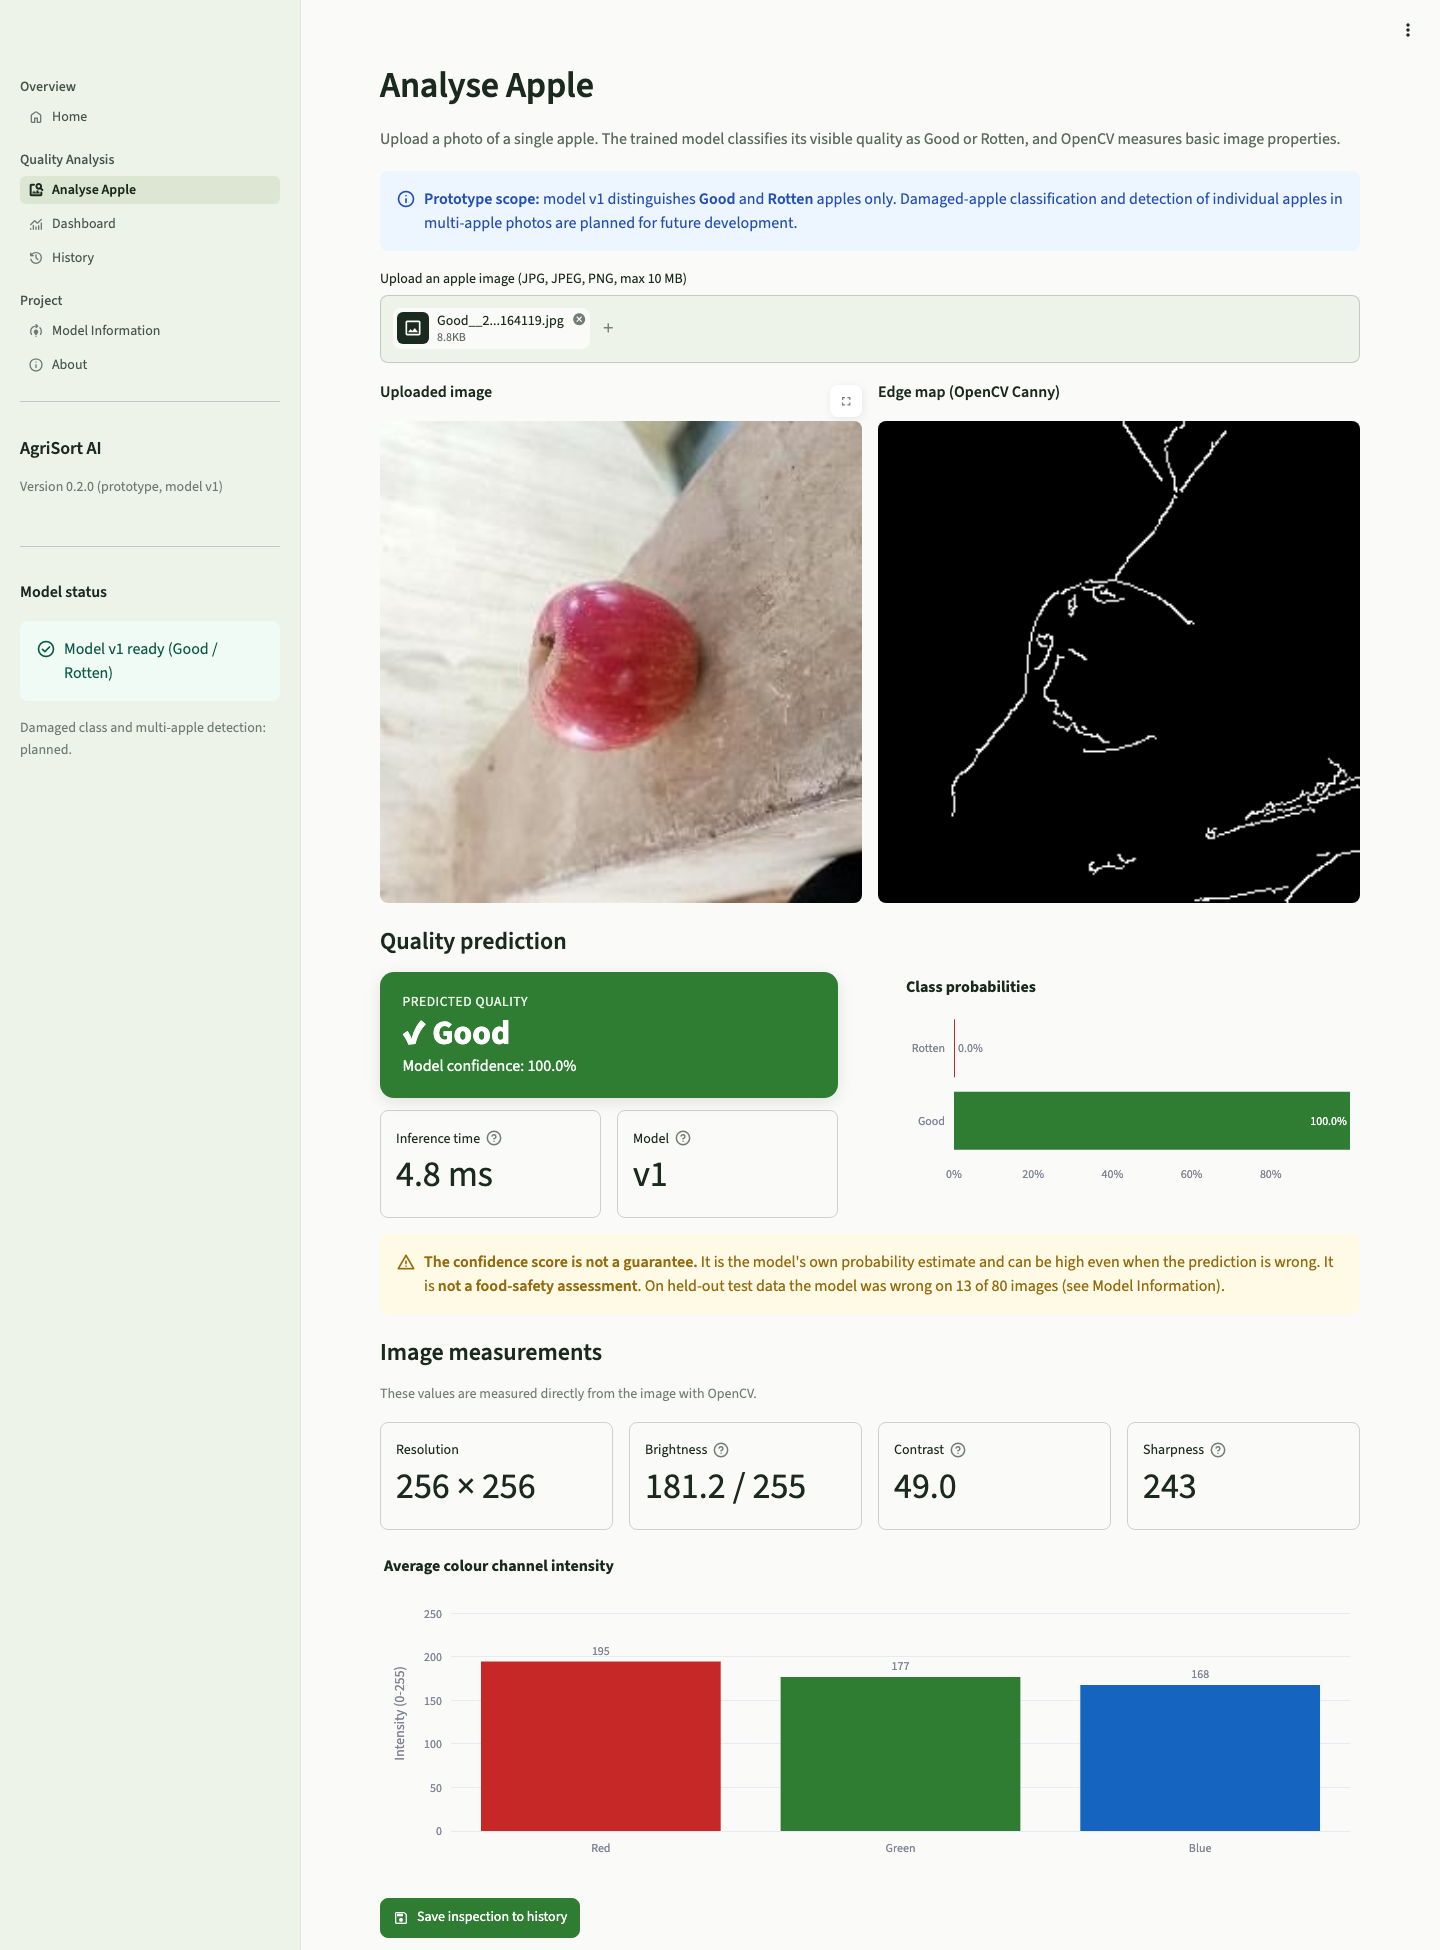 Overview
Home
Quality Analysis
Analyse Apple
Dashboard
History
Project
Model Information
About
AgriSort AI
Version 0.2.0 (prototype, model v1)
Model status
Model v1 ready (Good /
Rotten)
Damaged class and multi-apple detection:
planned.
Analyse Apple
Upload a photo of a single apple. The trained model classifies its visible quality as Good or Rotten, and OpenCV measures basic image properties.
Prototype scope: model v1 distinguishes Good and Rotten apples only. Damaged-apple classification and detection of individual apples in
multi-apple photos are planned for future development.
Upload an apple image (JPG, JPEG, PNG, max 10 MB)
Good__2...164119.jpg
8.8KB
Uploaded image
Edge map (OpenCV Canny)
Quality prediction
PREDICTED QUALITY
✓ Good
Model confidence: 100.0%
Inference time
4.8 ms
Model
v1
Class probabilities
Rotten 0.0%
Good 100.0%
0% 20% 40% 60% 80%
The confidence score is not a guarantee. It is the model's own probability estimate and can be high even when the prediction is wrong. It
is not a food-safety assessment. On held-out test data the model was wrong on 13 of 80 images (see Model Information).
Image measurements
These values are measured directly from the image with OpenCV.
Resolution
256 × 256
Brightness
181.2 / 255
Contrast
49.0
Sharpness
243
Average colour channel intensity
Intensity (0-255)
250
200
150
100
50
0
195
177
168
Red Green Blue
Save inspection to history